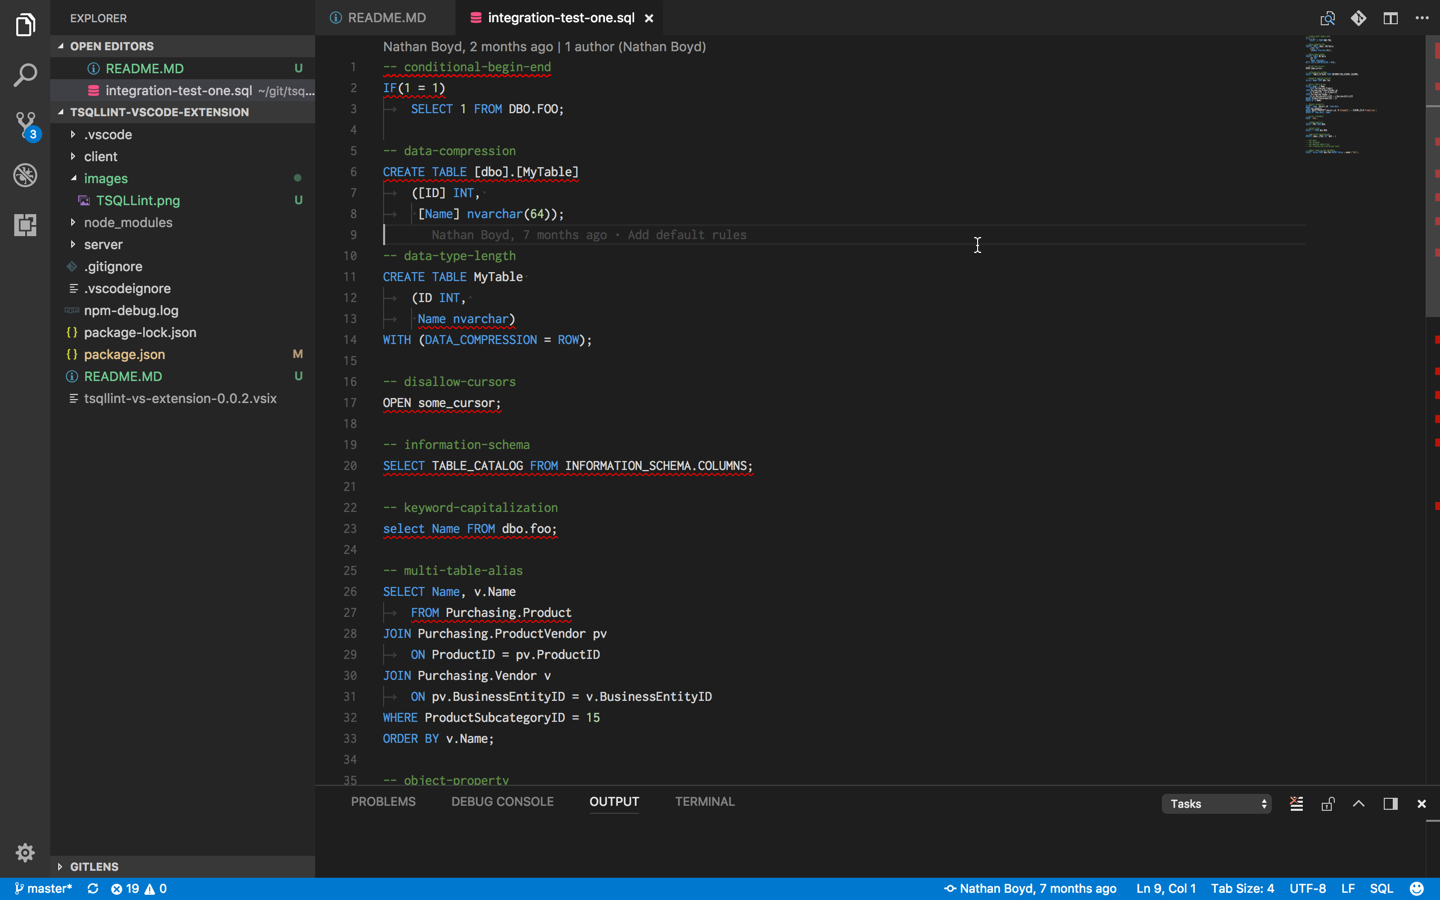 EXPLORER
OPEN EDITORS
README.MD U
integration-test-one.sql ~/git/tsq...
TSQLLINT-VSCODE-EXTENSION
.vscode
client
images
TSQLLint.png U
node_modules
server
.gitignore
.vscodeignore
npm-debug.log
package-lock.json
package.json M
README.MD U
tsqllint-vs-extension-0.0.2.vsix
GITLENS
3
README.MD
integration-test-one.sql
Nathan Boyd, 2 months ago | 1 author (Nathan Boyd)
1 -- conditional-begin-end
2 IF(1 = 1)
3 SELECT 1 FROM DBO.FOO;
4
5 -- data-compression
6 CREATE TABLE [dbo].[MyTable]
7 ([ID] INT,
8 [Name] nvarchar(64));
9 Nathan Boyd, 7 months ago • Add default rules
10 -- data-type-length
11 CREATE TABLE MyTable
12 (ID INT,
13 Name nvarchar)
14 WITH (DATA_COMPRESSION = ROW);
15
16 -- disallow-cursors
17 OPEN some_cursor;
18
19 -- information-schema
20 SELECT TABLE_CATALOG FROM INFORMATION_SCHEMA.COLUMNS;
21
22 -- keyword-capitalization
23 select Name FROM dbo.foo;
24
25 -- multi-table-alias
26 SELECT Name, v.Name
27 FROM Purchasing.Product
28 JOIN Purchasing.ProductVendor pv
29 ON ProductID = pv.ProductID
30 JOIN Purchasing.Vendor v
31 ON pv.BusinessEntityID = v.BusinessEntityID
32 WHERE ProductSubcategoryID = 15
33 ORDER BY v.Name;
34
35 -- object-property
PROBLEMS DEBUG CONSOLE OUTPUT TERMINAL Tasks
master* 19 0 Nathan Boyd, 7 months ago Ln 9, Col 1 Tab Size: 4 UTF-8 LF SQL